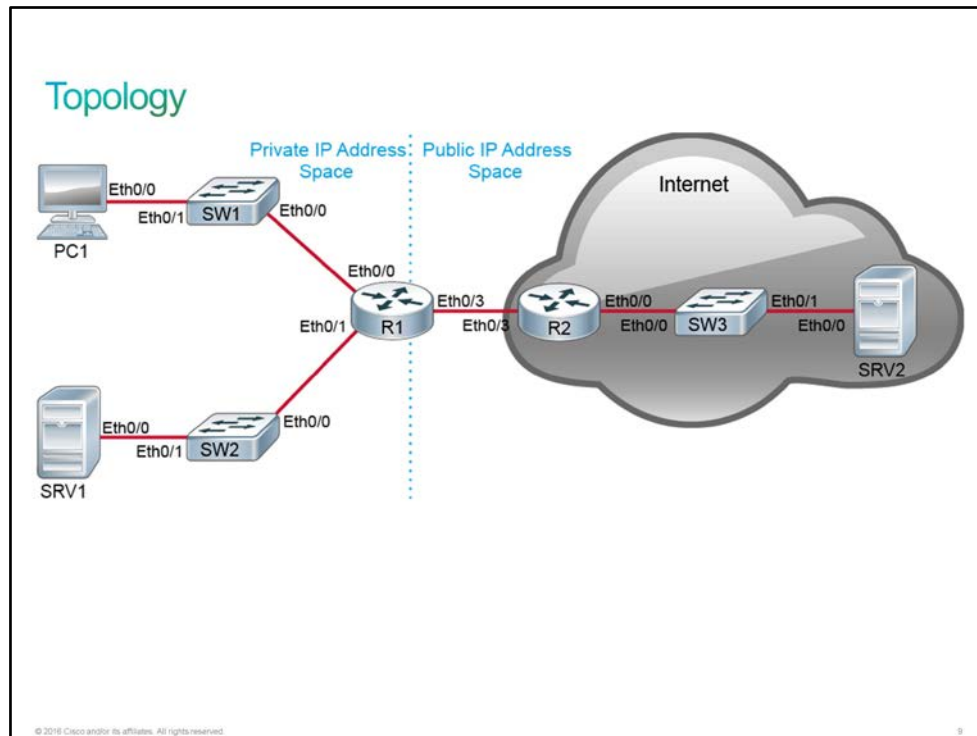 Topology
Private IP Address
Space
Public IP Address
Space
Internet
Eth0/0
Eth0/1
SW1
Eth0/0
PC1
Eth0/0
Eth0/1
R1
Eth0/3
Eth0/3
R2
Eth0/0
Eth0/0
SW3
Eth0/1
Eth0/0
SRV2
Eth0/0
Eth0/1
SW2
Eth0/0
SRV1
© 2016 Cisco and/or its affiliates. All rights reserved.
9